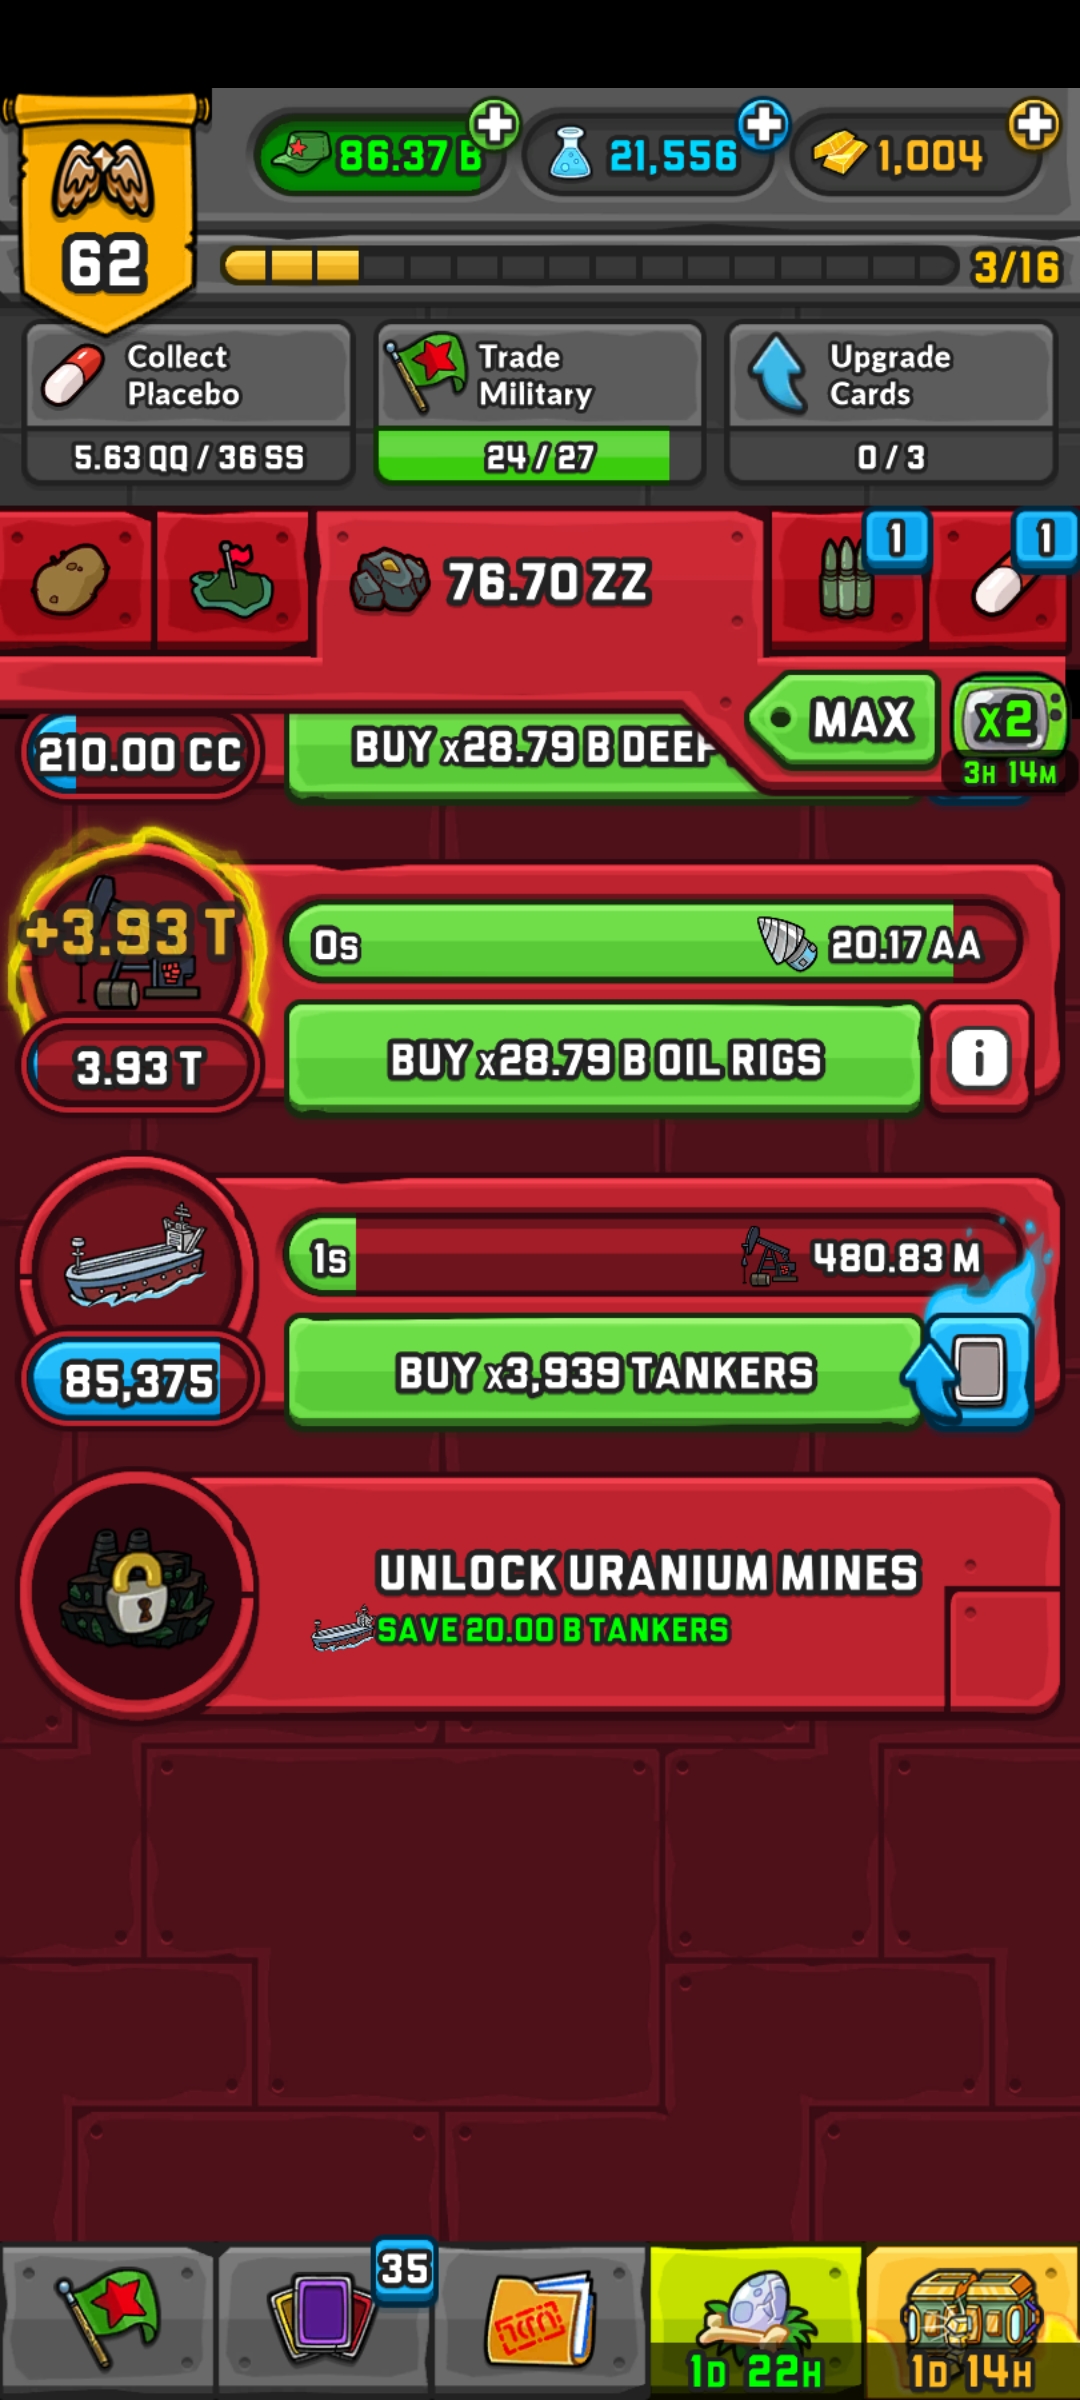 86.37 B
21,556
1,004
62
3/16
Collect
Placebo
5.63 QQ / 36 SS
Trade
Military
24 / 27
Upgrade
Cards
0 / 3
76.70 ZZ
1
1
MAX
x2
3H 14M
210.00 CC
BUY x28.79 B DEEP
+3.93 T
0s
20.17 AA
3.93 T
BUY x28.79 B OIL RIGS
i
1s
480.83 M
85,375
BUY x3,939 TANKERS
UNLOCK URANIUM MINES
SAVE 20.00 B TANKERS
35
1D 22H
1D 14H